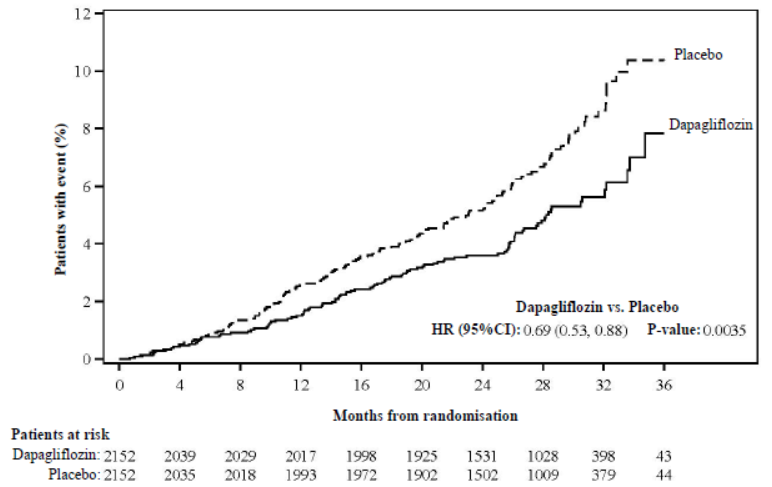 12
10
8
6
4
2
0
Patients with event (%)
Placebo
Dapagliflozin
Dapagliflozin vs. Placebo
HR (95%CI): 0.69 (0.53, 0.88) P-value: 0.0035
0 4 8 12 16 20 24 28 32 36
Months from randomisation
Patients at risk
Dapagliflozin: 2152 2039 2029 2017 1998 1925 1531 1028 398 43
Placebo: 2152 2035 2018 1993 1972 1902 1502 1009 379 44